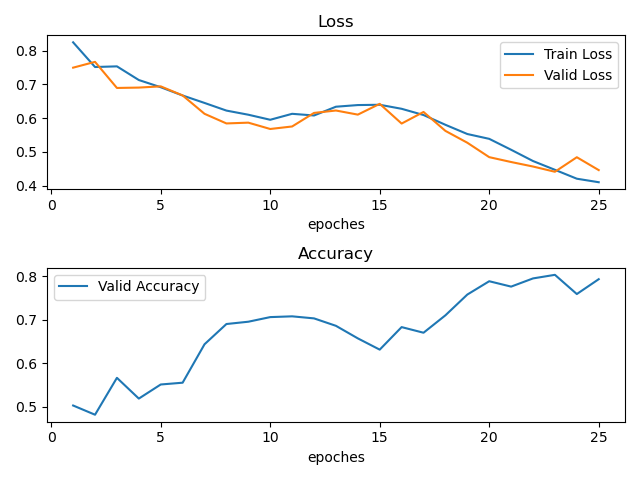 Loss
0.8
0.7
0.6
0.5
0.4
Train Loss
Valid Loss
0 5 10 15 20 25
epoches
Accuracy
0.8
0.7
0.6
0.5
Valid Accuracy
0 5 10 15 20 25
epoches